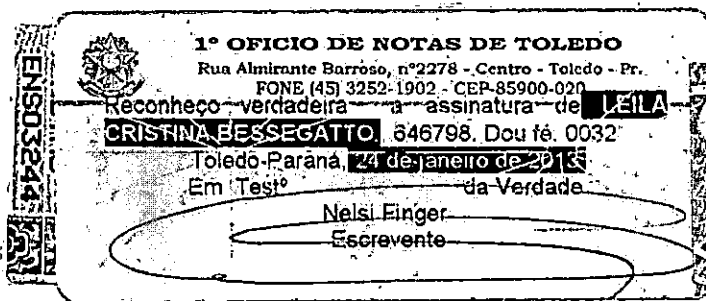 1º OFICIO DE NOTAS DE TOLEDO
Rua Almirante Barroso, nº2278 - Centro - Toledo - Pr.
FONE (45) 3252-1902 - CEP-85900-020
Reconheço verdadeira a assinatura de LEILA
CRISTINA BESSEGATTO, 646798. Dou fé. 0032
Toledo-Paraná, 24 de janeiro de 2013
Em Testº da Verdade
Nelsi Finger
Escrevente
ENS03244